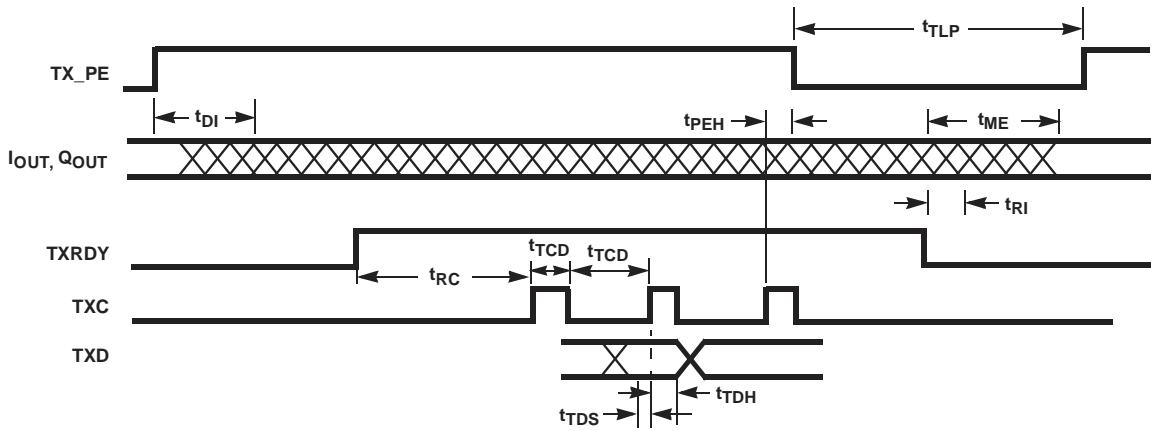 tTLP
TX_PE
tDI
tPEH
tME
IOUT, QOUT
tRI
TXRDY
tTCD
tTCD
tRC
TXC
TXD
tTDH
tTDS